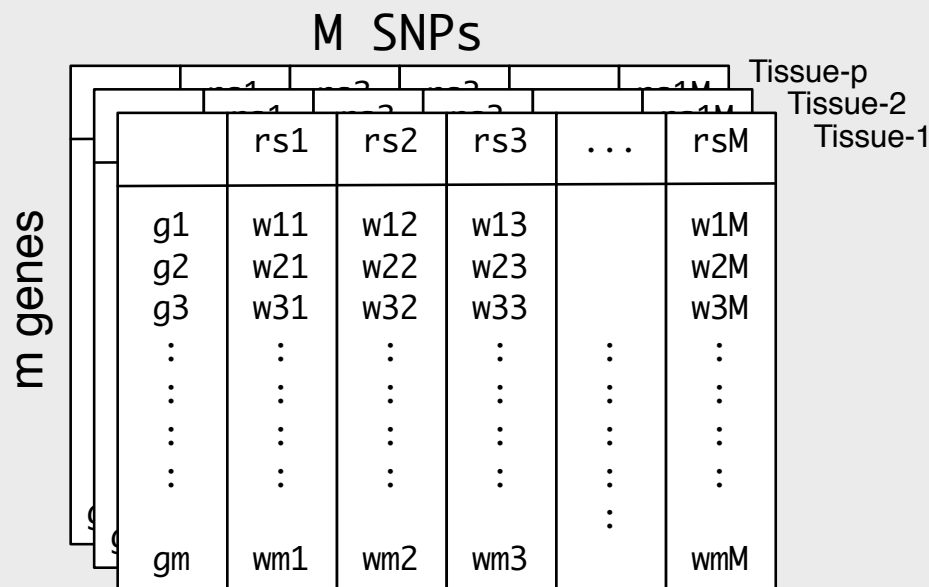 M SNPs
Tissue-p
Tissue-2
Tissue-1
m genes
rs1 rs2 rs3 ... rsM
g1 w11 w12 w13 w1M
g2 w21 w22 w23 w2M
g3 w31 w32 w33 w3M
: : : : : :
: : : : : :
: : : : : :
: : : : : :
:
gm wm1 wm2 wm3 wmM